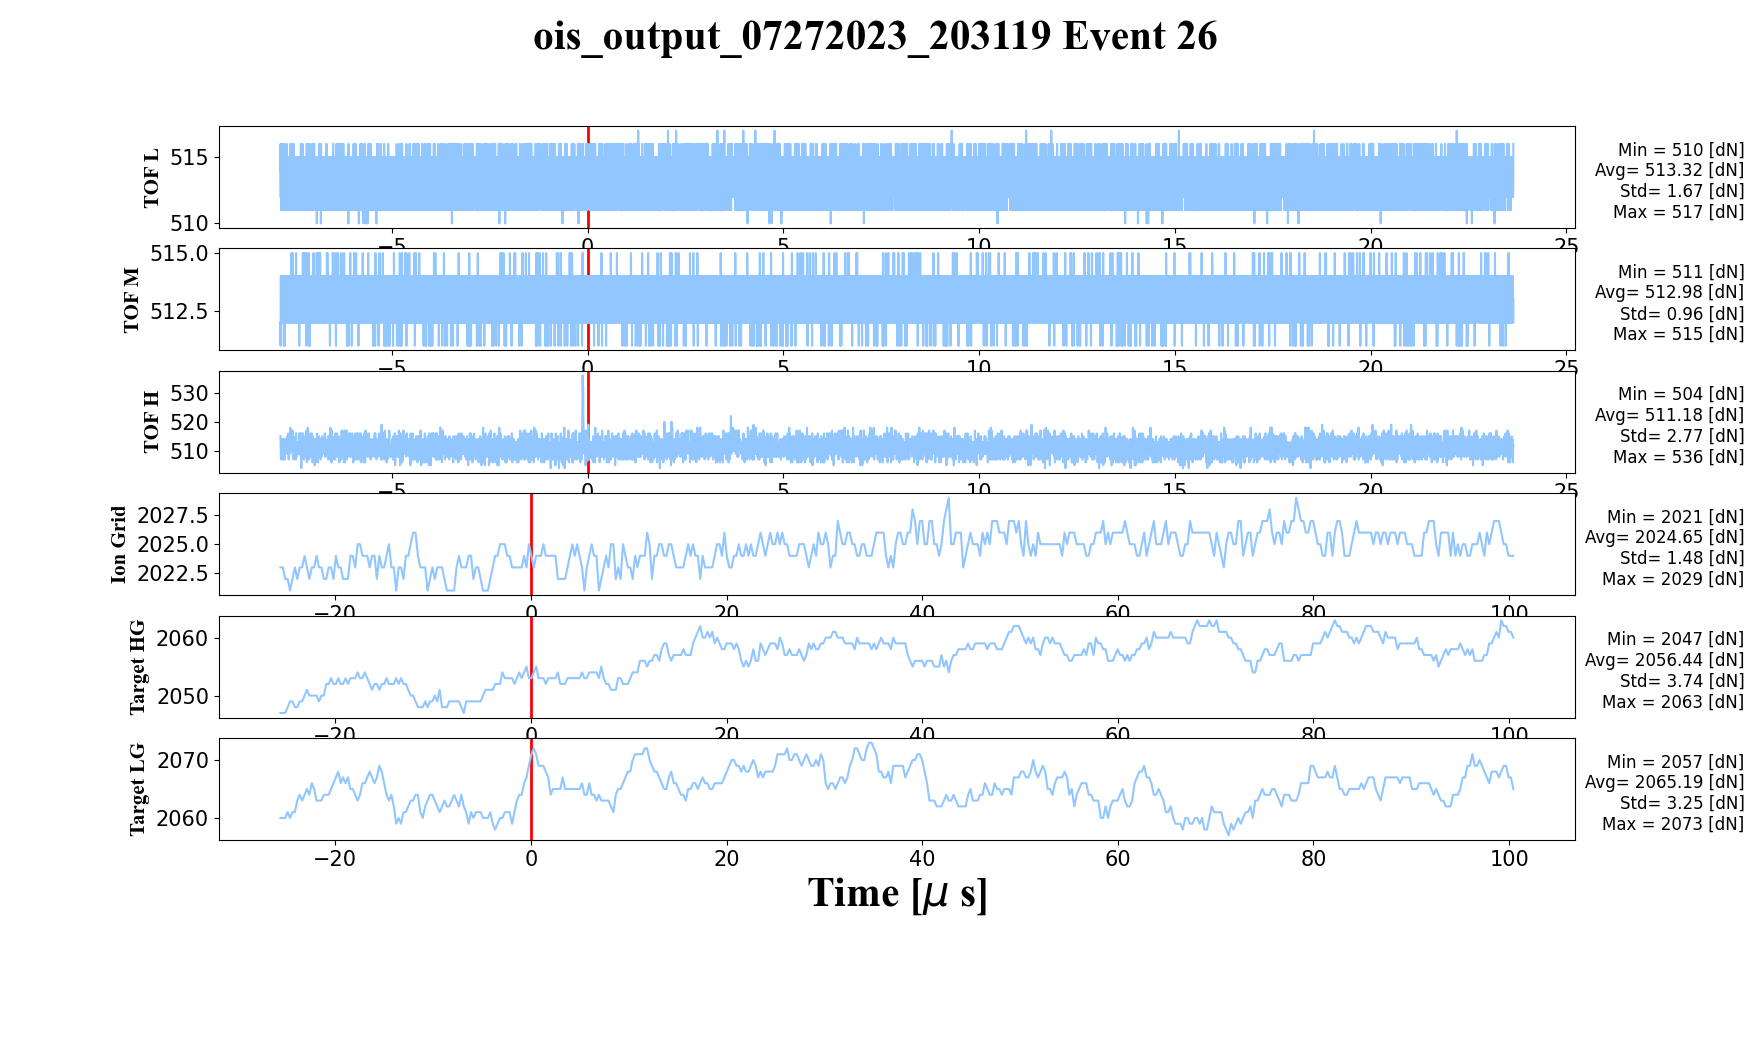 ois_output_07272023_203119 Event 26
TOF L
515
510
Min = 510 [dN]
Avg= 513.32 [dN]
Std= 1.67 [dN]
Max = 517 [dN]
−5 0 5 10 15 20 25
TOF M
515.0
512.5
Min = 511 [dN]
Avg= 512.98 [dN]
Std= 0.96 [dN]
Max = 515 [dN]
−5 0 5 10 15 20 25
TOF H
530
520
510
Min = 504 [dN]
Avg= 511.18 [dN]
Std= 2.77 [dN]
Max = 536 [dN]
−5 0 5 10 15 20 25
Ion Grid
2027.5
2025.0
2022.5
Min = 2021 [dN]
Avg= 2024.65 [dN]
Std= 1.48 [dN]
Max = 2029 [dN]
−20 0 20 40 60 80 100
Target HG
2060
2050
Min = 2047 [dN]
Avg= 2056.44 [dN]
Std= 3.74 [dN]
Max = 2063 [dN]
−20 0 20 40 60 80 100
Target LG
2070
2060
Min = 2057 [dN]
Avg= 2065.19 [dN]
Std= 3.25 [dN]
Max = 2073 [dN]
−20 0 20 40 60 80 100
Time [μ s]